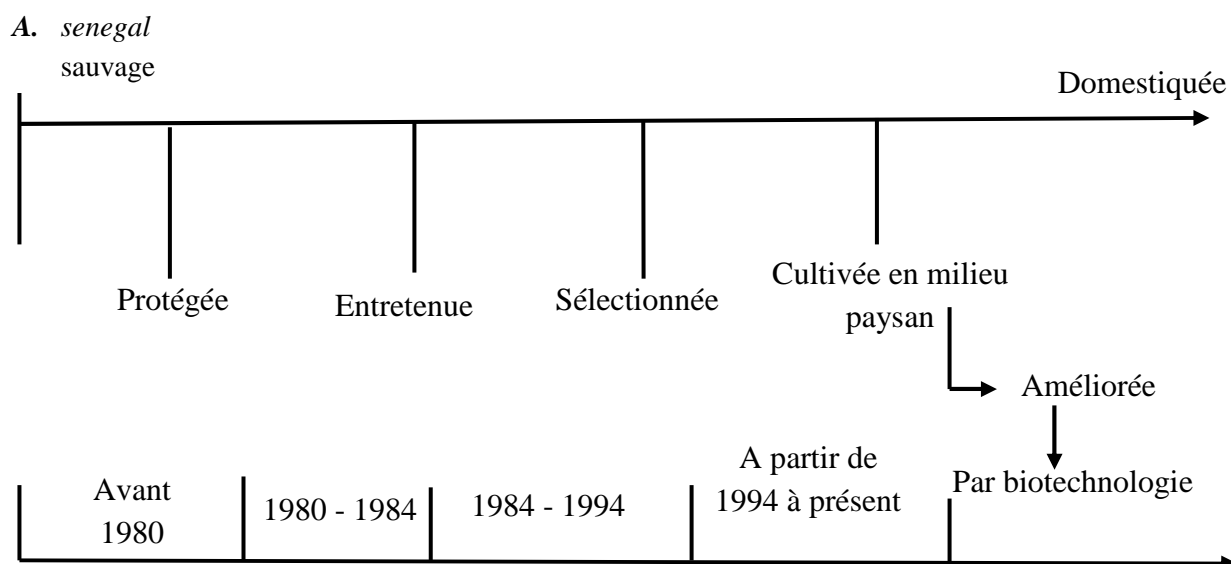 A. senegal
sauvage
Domestiquée
Protégée
Entretenue
Sélectionnée
Cultivée en milieu
paysan
Améliorée
Par biotechnologie
Avant
1980
1980 - 1984
1984 - 1994
A partir de
1994 à présent